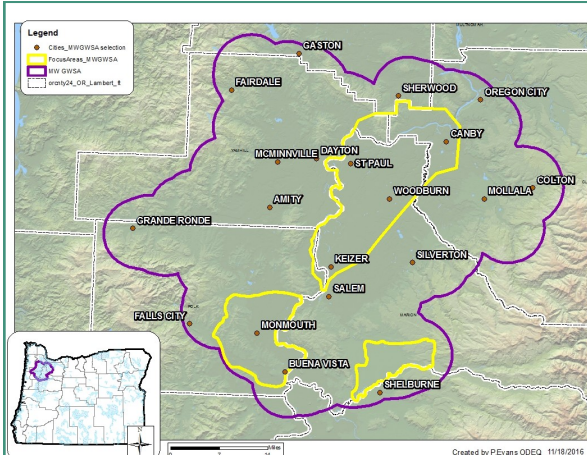 Legend
Cities_MWGWSA selection
FocusAreas_MWGWSA
MW GWSA
orcnty24_OR_Lambert_ft
GASTON
FAIRDALE
SHERWOOD
OREGON CITY
CANBY
DAYTON
MCMINNVILLE
ST PAUL
COLTON
WOODBURN
MOLLALA
AMITY
GRANDE RONDE
KEIZER
SILVERTON
SALEM
FALLS CITY
POLK
MARION
MONMOUTH
BUENA VISTA
SHELBURNE
Miles
Created by P.Evans ODEQ 11/18/2016